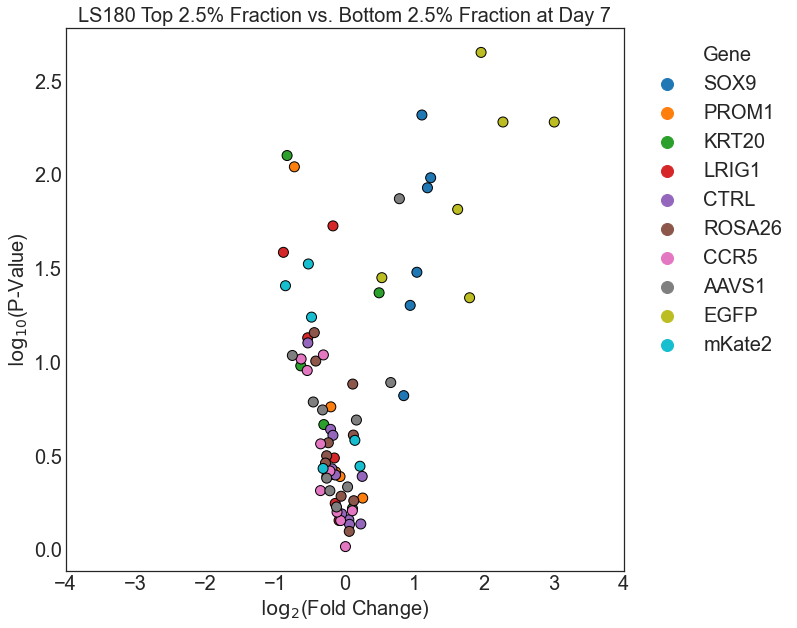 LS180 Top 2.5% Fraction vs. Bottom 2.5% Fraction at Day 7
log₁₀(P-Value)
2.5
2.0
1.5
1.0
0.5
0.0
−4 −3 −2 −1 0 1 2 3 4
log₂(Fold Change)
Gene
SOX9
PROM1
KRT20
LRIG1
CTRL
ROSA26
CCR5
AAVS1
EGFP
mKate2